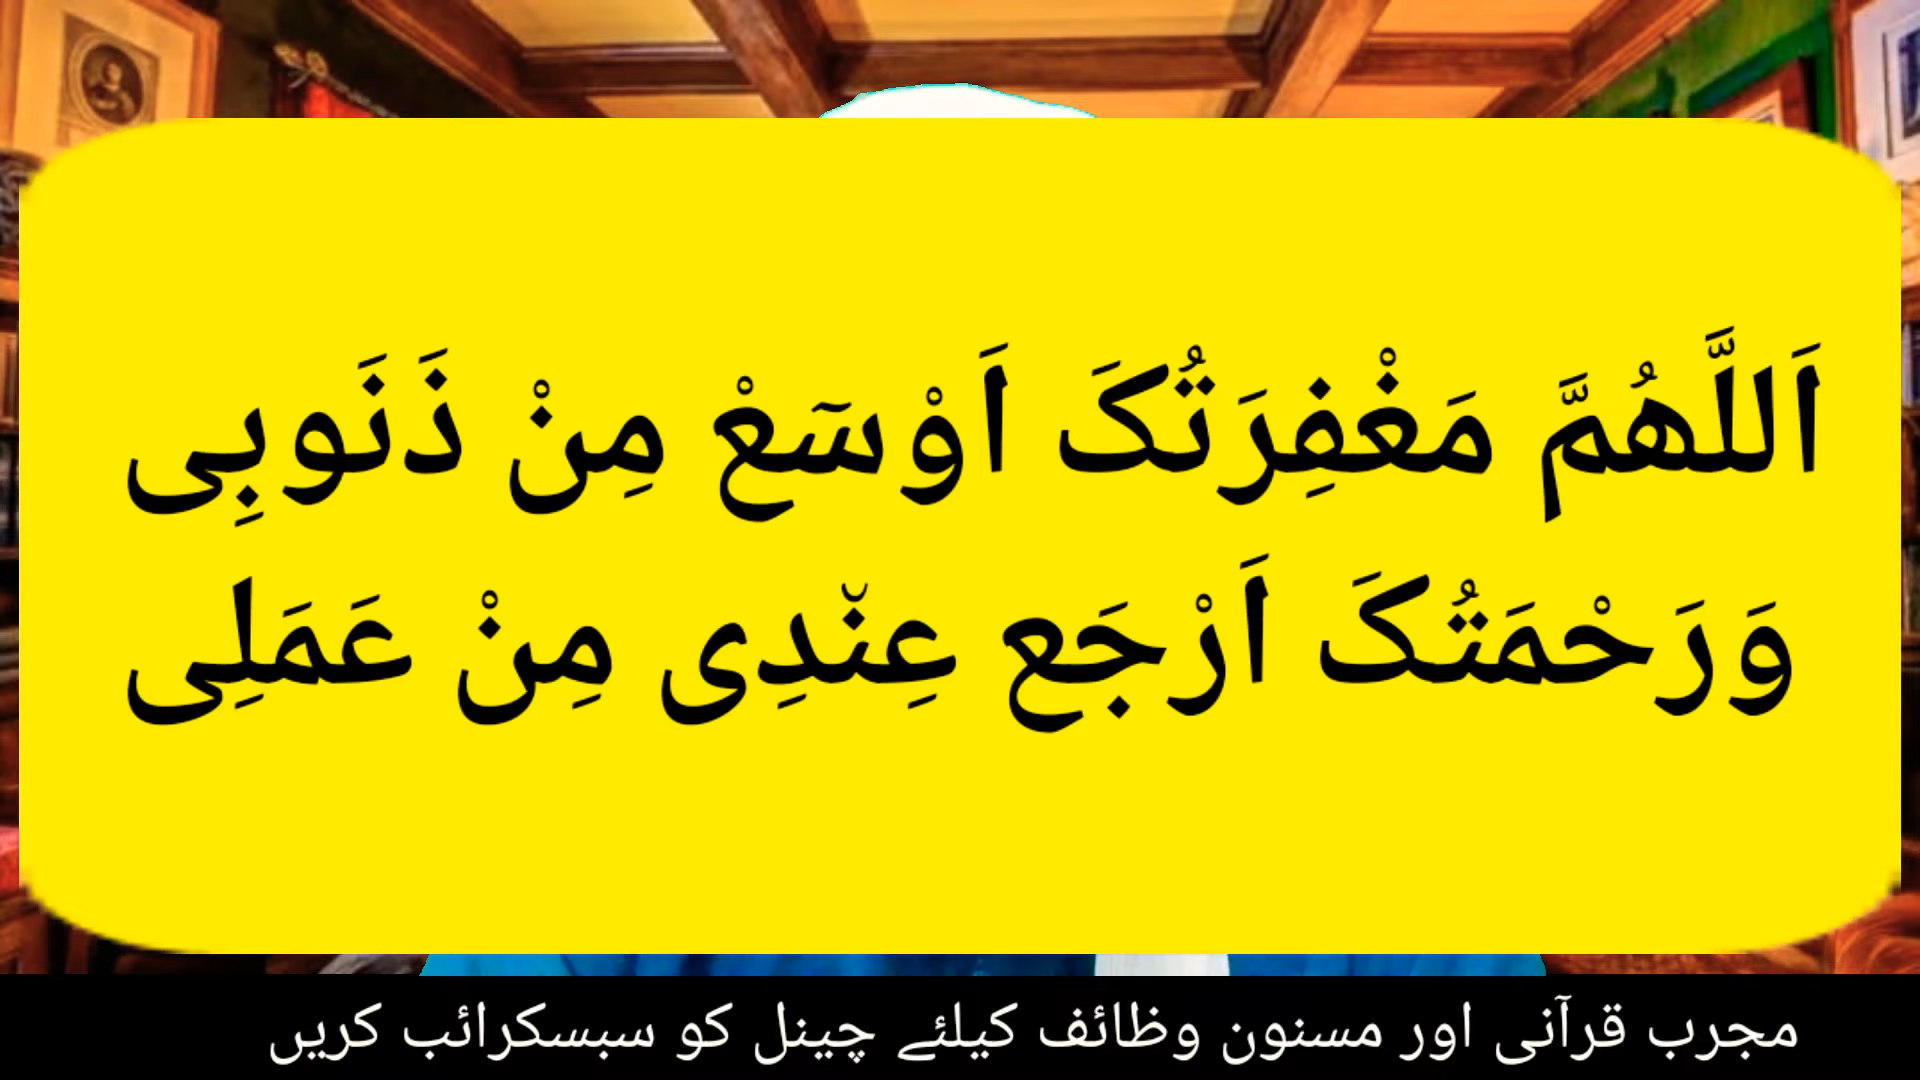 اَللَّهُمَّ مَغْفِرَتُکَ اَوْسَعْ مِنْ ذَنَوبِی
وَرَحْمَتُکَ اَرْجَع عِنْدِی مِنْ عَمَلِی
مجرب قرآنی اور مسنون وظائف کیلئے چینل کو سبسکرائب کریں